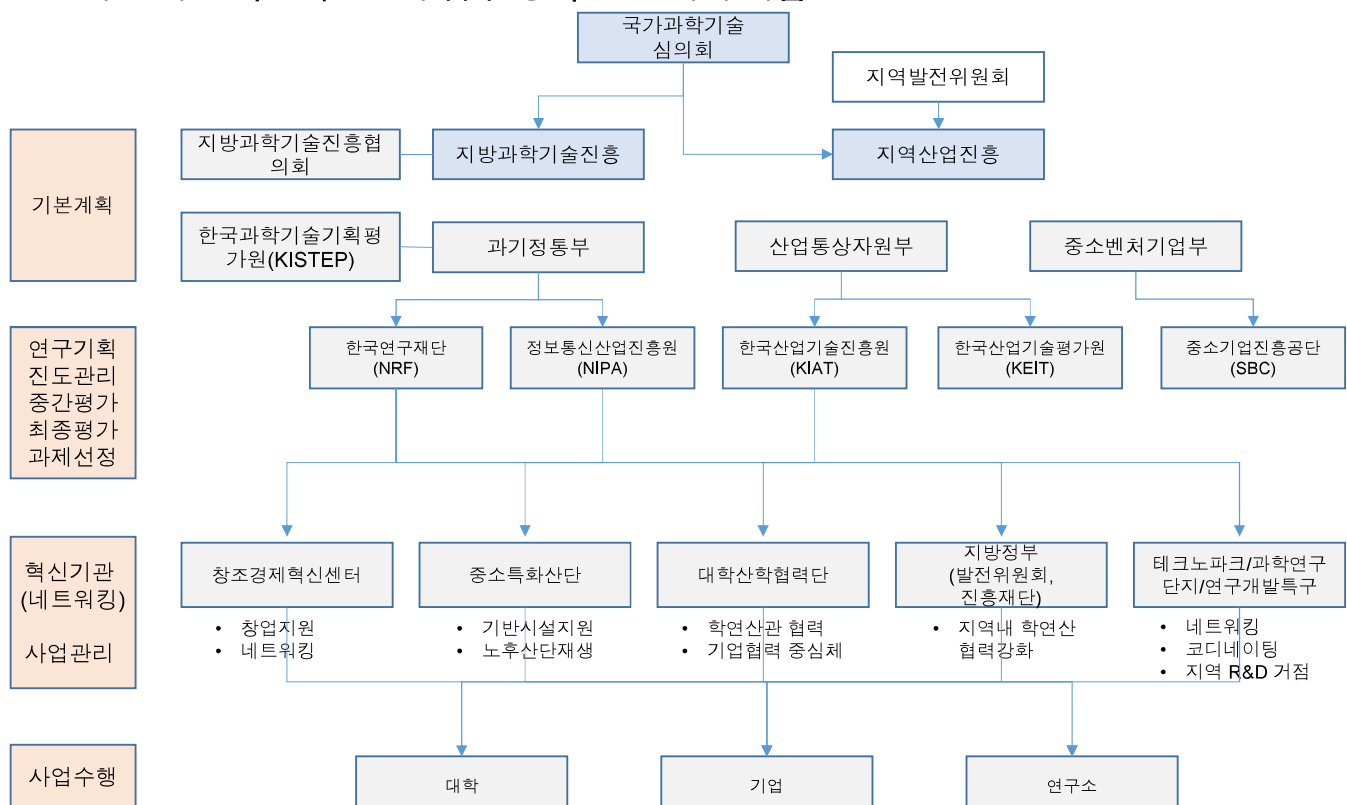 국가과학기술
심의회
지역발전위원회
기본계획
지방과학기술진흥협
의회
지방과학기술진흥
지역산업진흥
한국과학기술기획평
가원(KISTEP)
과기정통부
산업통상자원부
중소벤처기업부
연구기획
진도관리
중간평가
최종평가
과제선정
한국연구재단
(NRF)
정보통신산업진흥원
(NIPA)
한국산업기술진흥원
(KIAT)
한국산업기술평가원
(KEIT)
중소기업진흥공단
(SBC)
혁신기관
(네트워킹)
사업관리
창조경제혁신센터
• 창업지원
• 네트워킹
중소특화산단
• 기반시설지원
• 노후산단재생
대학산학협력단
• 학연산관 협력
• 기업협력 중심체
지방정부
(발전위원회,
진흥재단)
• 지역내 학연산
협력강화
테크노파크/과학연구
단지/연구개발특구
• 네트워킹
• 코디네이팅
• 지역 R&D 거점
사업수행
대학
기업
연구소